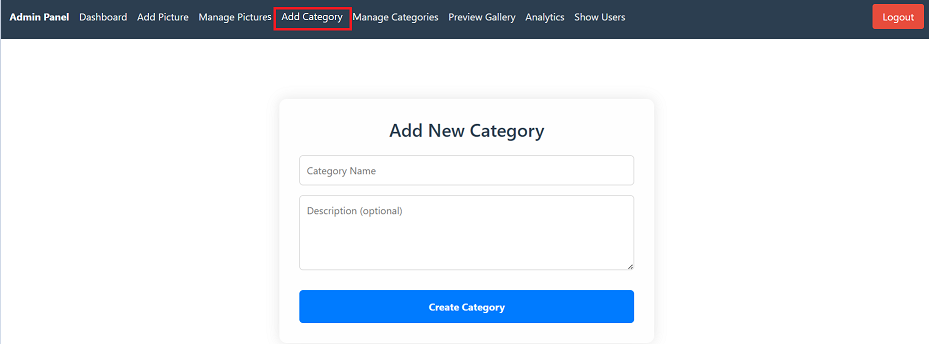 Admin Panel Dashboard Add Picture Manage Pictures Add Category Manage Categories Preview Gallery Analytics Show Users Logout
Add New Category
Category Name
Description (optional)
Create Category